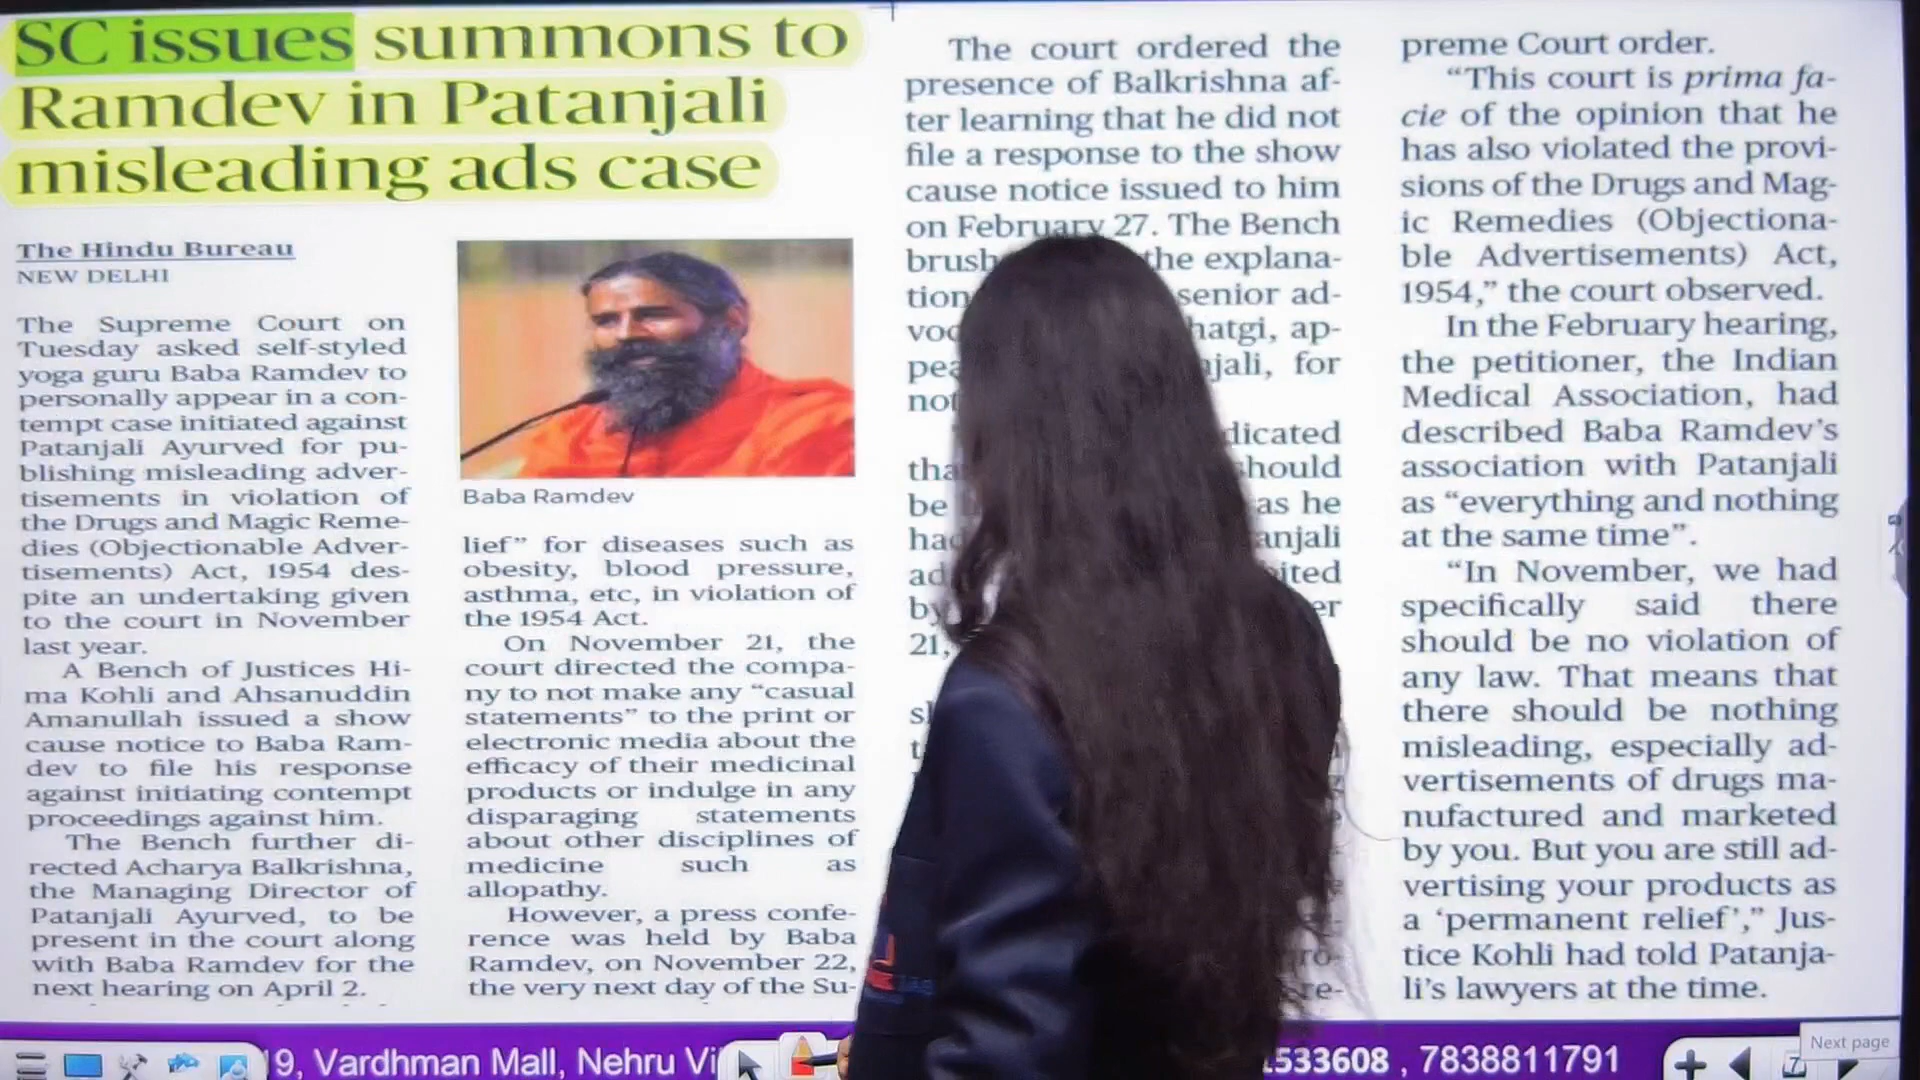 SC issues summons to
Ramdev in Patanjali
misleading ads case
The Hindu Bureau
NEW DELHI
The Supreme Court on
Tuesday asked self-styled
yoga guru Baba Ramdev to
personally appear in a con-
tempt case initiated against
Patanjali Ayurved for pu-
blishing misleading adver-
tisements in violation of
the Drugs and Magic Reme-
dies (Objectionable Adver-
tisements) Act, 1954 des-
pite an undertaking given
to the court in November
last year.
A Bench of Justices Hi-
ma Kohli and Ahsanuddin
Amanullah issued a show
cause notice to Baba Ram-
dev to file his response
against initiating contempt
proceedings against him.
The Bench further di-
rected Acharya Balkrishna,
the Managing Director of
Patanjali Ayurved, to be
present in the court along
with Baba Ramdev for the
next hearing on April 2.
Baba Ramdev
lief” for diseases such as
obesity, blood pressure,
asthma, etc, in violation of
the 1954 Act.
On November 21, the
court directed the compa-
ny to not make any “casual
statements” to the print or
electronic media about the
efficacy of their medicinal
products or indulge in any
disparaging statements
about other disciplines of
medicine such as
allopathy.
However, a press confe-
rence was held by Baba
Ramdev, on November 22,
the very next day of the Su-
The court ordered the
presence of Balkrishna af-
ter learning that he did not
file a response to the show
cause notice issued to him
on February 27. The Bench
the explana-
senior ad-
ap-
for
should
be as he
by
21,
preme Court order.
“This court is prima fa-
cie of the opinion that he
has also violated the provi-
sions of the Drugs and Mag-
ic Remedies (Objectiona-
ble Advertisements) Act,
1954,” the court observed.
In the February hearing,
the petitioner, the Indian
Medical Association, had
described Baba Ramdev’s
association with Patanjali
as “everything and nothing
at the same time”.
“In November, we had
specifically said there
should be no violation of
any law. That means that
there should be nothing
misleading, especially ad-
vertisements of drugs ma-
nufactured and marketed
by you. But you are still ad-
vertising your products as
a ‘permanent relief’,” Jus-
tice Kohli had told Patanja-
li’s lawyers at the time.
9, Vardhman Mall, Nehru
533608 , 7838811791
Next page